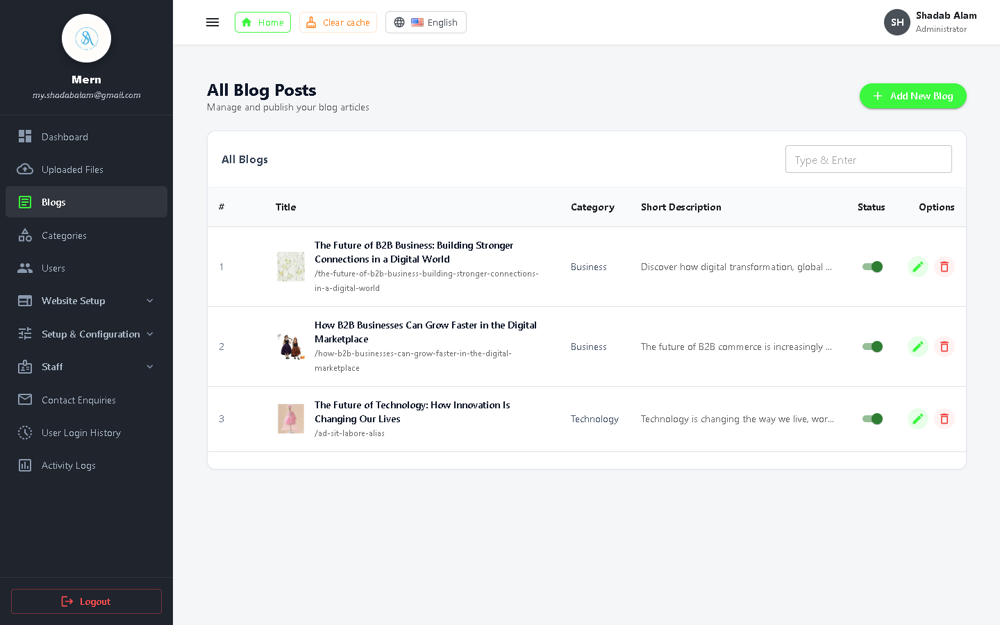 Mern
my.shadabalam@gmail.com
Dashboard
Uploaded Files
Blogs
Categories
Users
Website Setup
Setup & Configuration
Staff
Contact Enquiries
User Login History
Activity Logs
Logout
Home
Clear cache
English
SH
Shadab Alam
Administrator
All Blog Posts
Manage and publish your blog articles
Add New Blog
All Blogs
Type & Enter
# Title Category Short Description Status Options
1
The Future of B2B Business: Building Stronger
Connections in a Digital World
/the-future-of-b2b-business-building-stronger-connections-
in-a-digital-world
Business
Discover how digital transformation, global ...
2
How B2B Businesses Can Grow Faster in the Digital
Marketplace
/how-b2b-businesses-can-grow-faster-in-the-digital-
marketplace
Business
The future of B2B commerce is increasingly ...
3
The Future of Technology: How Innovation Is
Changing Our Lives
/ad-sit-labore-alias
Technology
Technology is changing the way we live, wor...